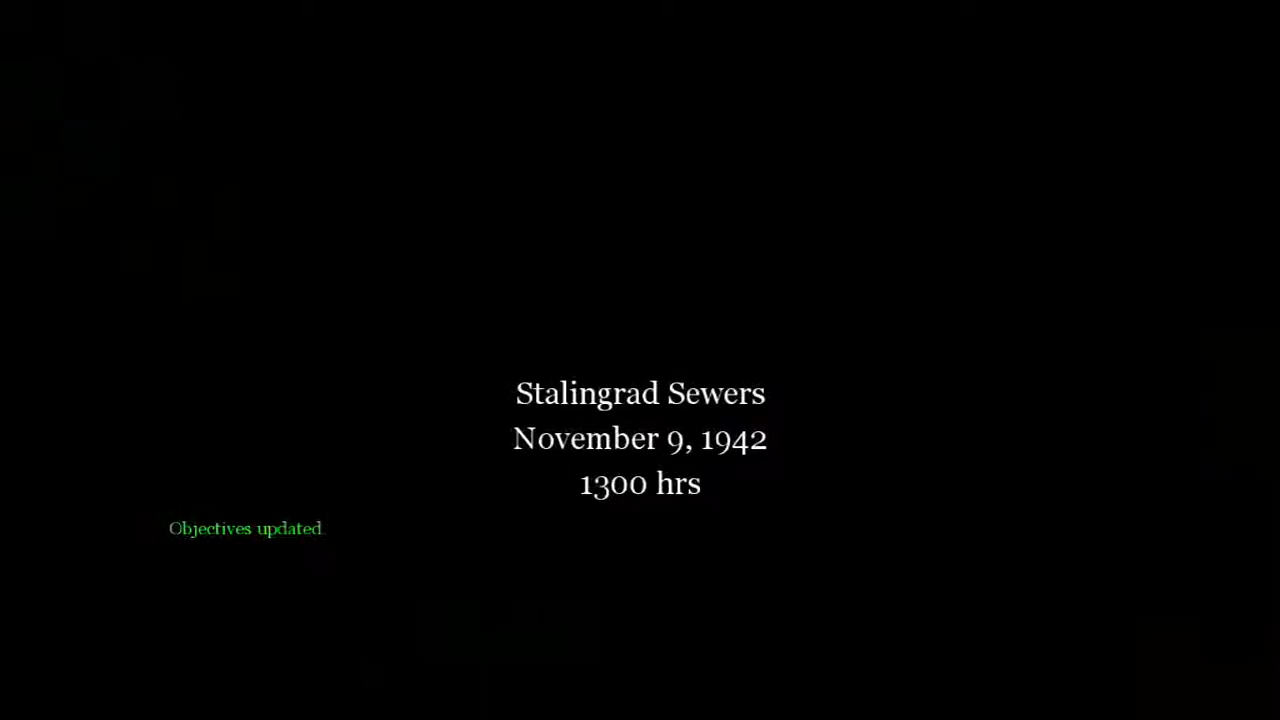 Stalingrad Sewers
November 9, 1942
1300 hrs
Objectives updated.